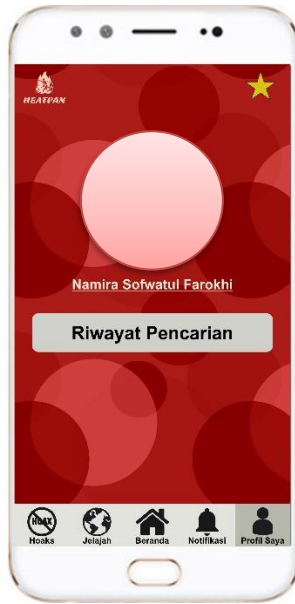 HEATPAN
Namira Sofwatul Farokhi
Riwayat Pencarian
HOAX
Hoaks
Jelajah
Beranda
Notifikasi
Profil Saya